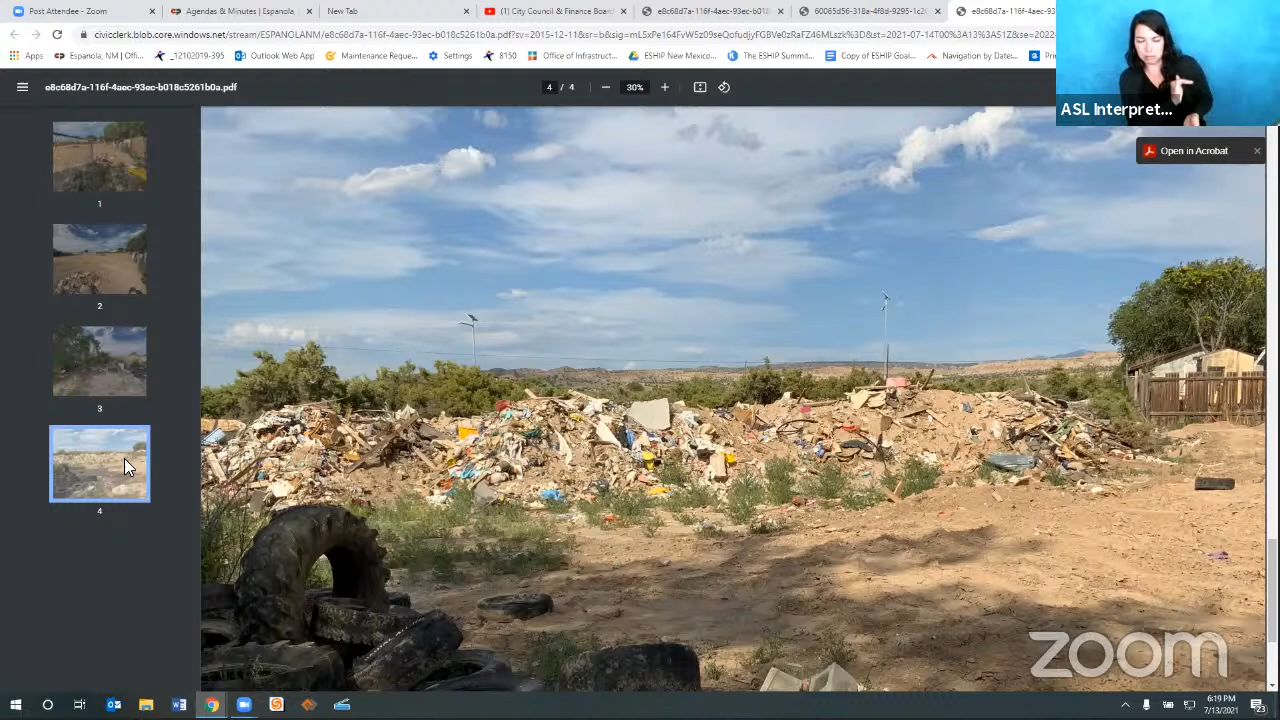 Post Attendee - Zoom
Agendas & Minutes | Espanola,
New Tab
(1) City Council & Finance Board
e8c68d7a-116f-4aec-93ec-b018
60065d56-318a-4f8d-9295-1c2
e8c68d7a-116f-4aec-93
Apps
Espanola, NM | Offi...
_12102019-395
Outlook Web App
Maintenance Reque...
Settings
8150
Office of Infrastruct...
ESHIP New Mexico...
The ESHIP Summit...
Copy of ESHIP Goal...
Navigation by Date...
ASL Interpret...
e8c68d7a-116f-4aec-93ec-b018c5261b0a.pdf
4 / 4
30%
Open in Acrobat
1
2
3
4
zoom
6:19 PM
7/13/2021
23